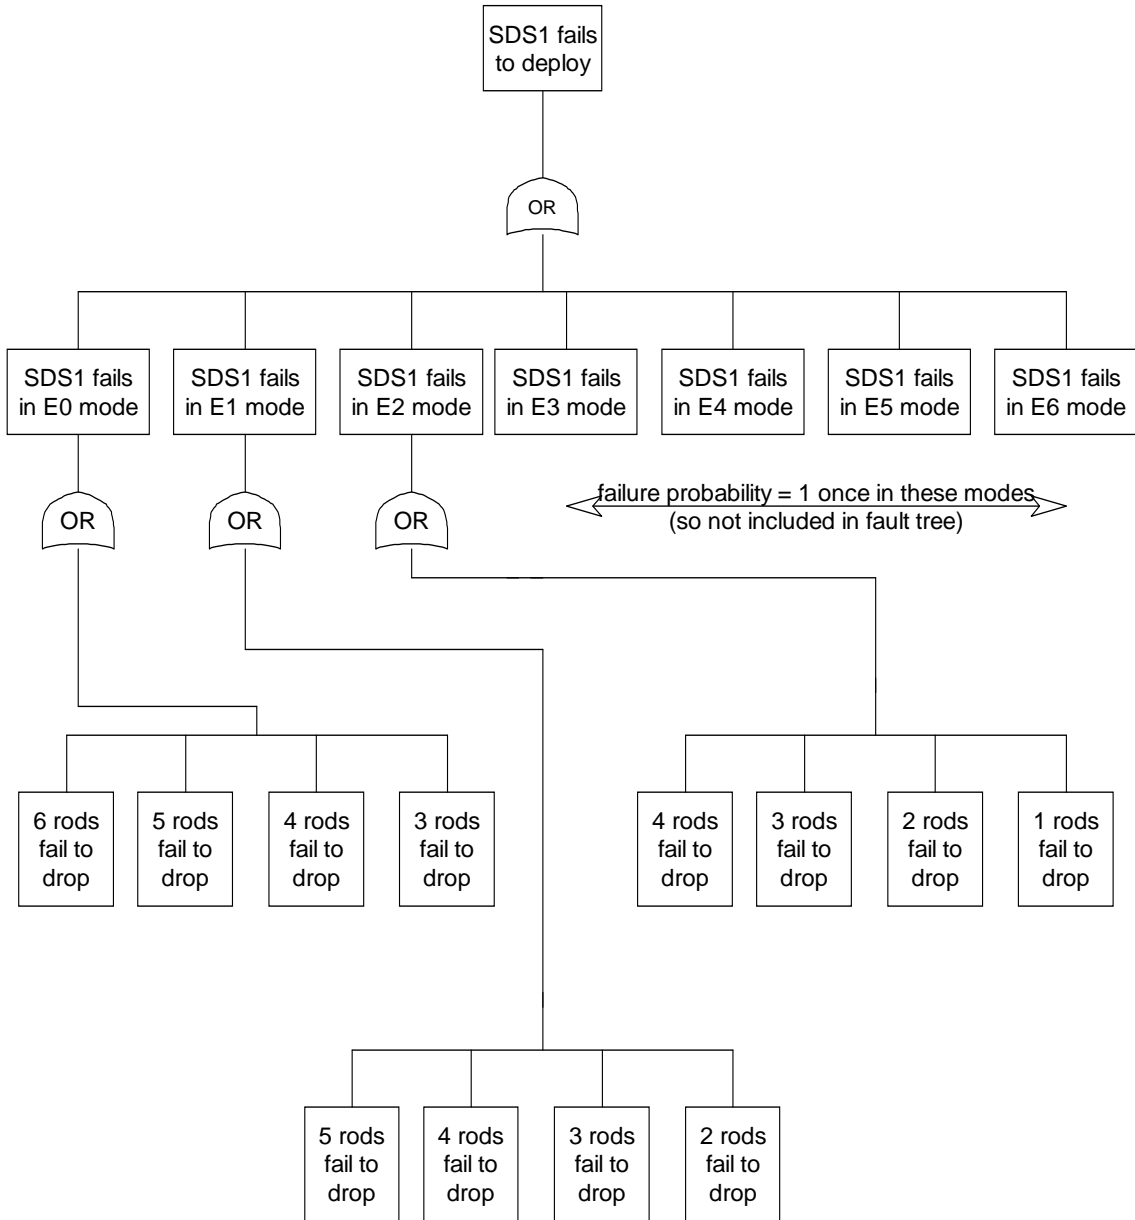 SDS1 fails
to deploy
OR
SDS1 fails
in E0 mode
SDS1 fails
in E1 mode
SDS1 fails
in E2 mode
SDS1 fails
in E3 mode
SDS1 fails
in E4 mode
SDS1 fails
in E5 mode
SDS1 fails
in E6 mode
OR
OR
OR
failure probability = 1 once in these modes
(so not included in fault tree)
6 rods
fail to
drop
5 rods
fail to
drop
4 rods
fail to
drop
3 rods
fail to
drop
4 rods
fail to
drop
3 rods
fail to
drop
2 rods
fail to
drop
1 rods
fail to
drop
5 rods
fail to
drop
4 rods
fail to
drop
3 rods
fail to
drop
2 rods
fail to
drop